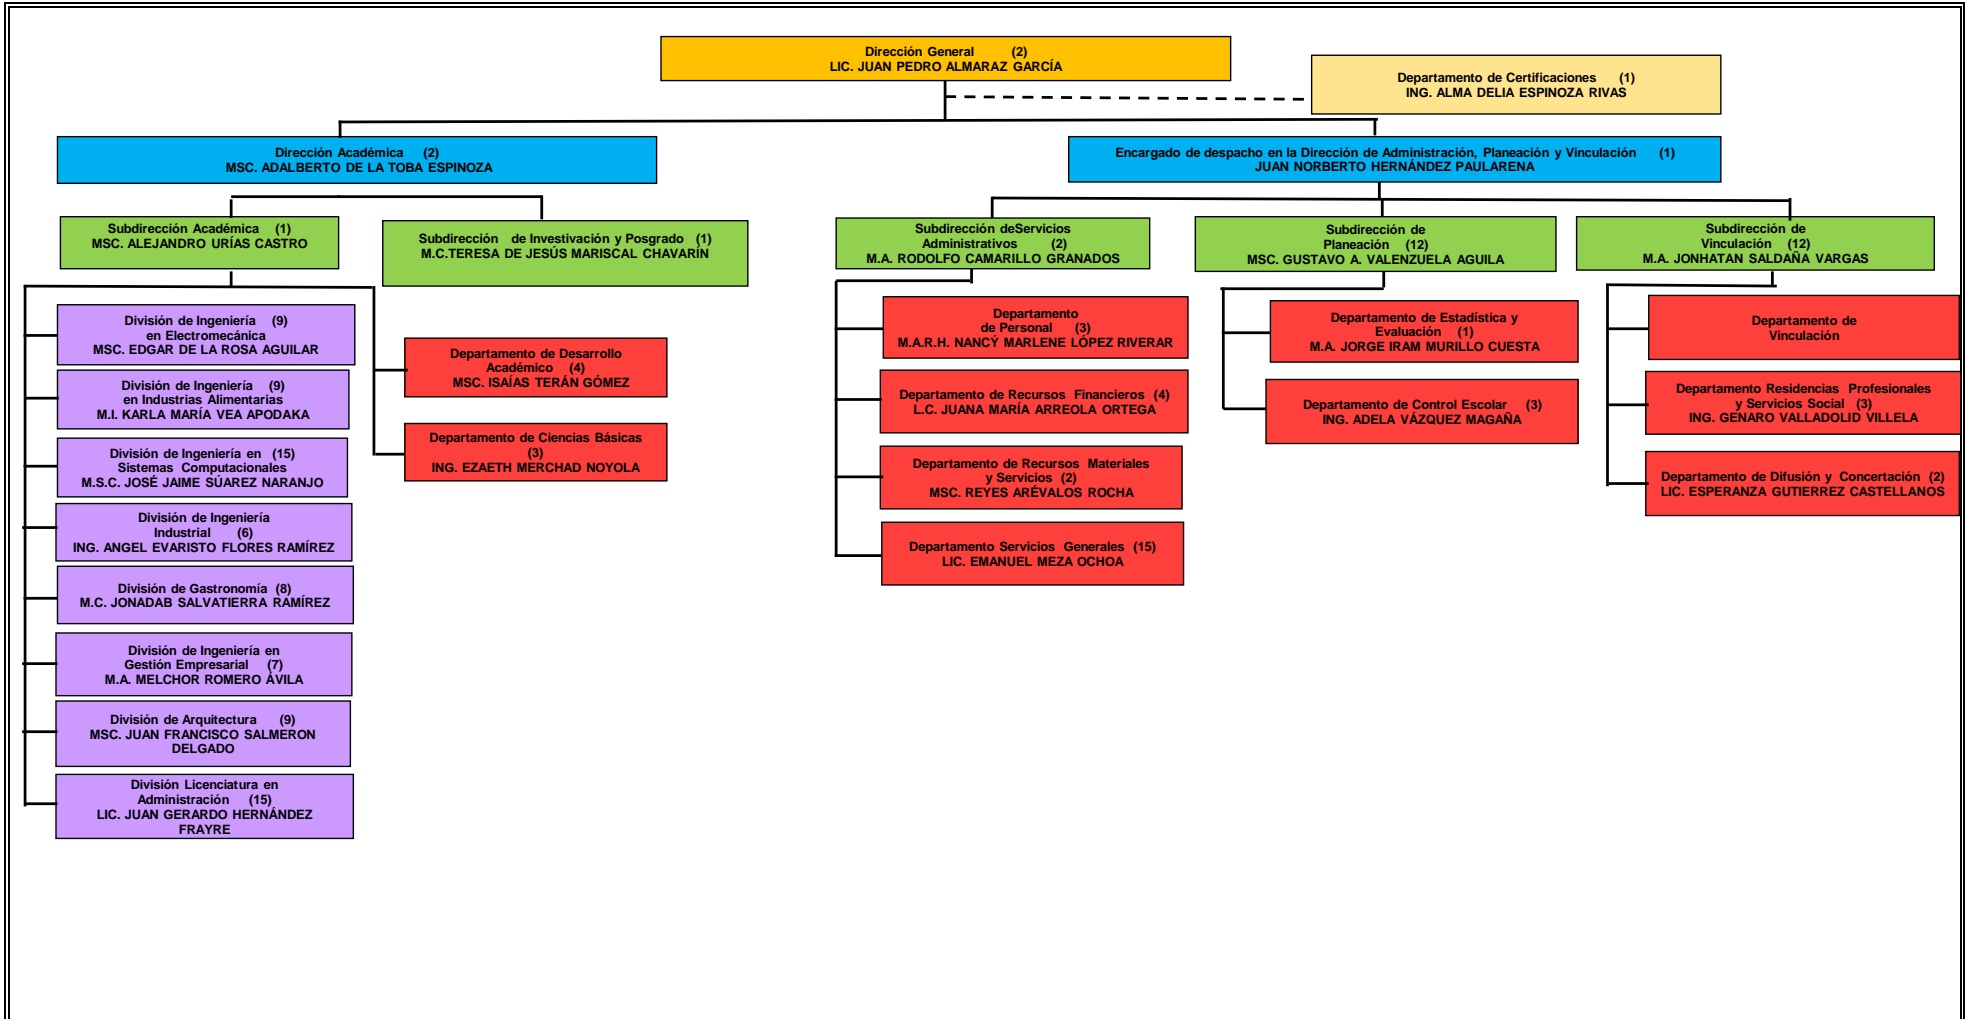 Dirección General (2)
LIC. JUAN PEDRO ALMARAZ GARCÍA
Departamento de Certificaciones (1)
ING. ALMA DELIA ESPINOZA RIVAS
Dirección Académica (2)
MSC. ADALBERTO DE LA TOBA ESPINOZA
Encargado de despacho en la Dirección de Administración, Planeación y Vinculación (1)
JUAN NORBERTO HERNÁNDEZ PAULARENA
Subdirección Académica (1)
MSC. ALEJANDRO URÍAS CASTRO
Subdirección de Investivación y Posgrado (1)
M.C.TERESA DE JESÚS MARISCAL CHAVARÍN
Subdirección deServicios
Administrativos (2)
M.A. RODOLFO CAMARILLO GRANADOS
Subdirección de
Planeación (12)
MSC. GUSTAVO A. VALENZUELA AGUILA
Subdirección de
Vinculación (12)
M.A. JONHATAN SALDAÑA VARGAS
División de Ingeniería (9)
en Electromecánica
MSC. EDGAR DE LA ROSA AGUILAR
División de Ingeniería (9)
en Industrias Alimentarias
M.I. KARLA MARÍA VEA APODAKA
División de Ingeniería en (15)
Sistemas Computacionales
M.S.C. JOSÉ JAIME SÚAREZ NARANJO
División de Ingeniería
Industrial (6)
ING. ANGEL EVARISTO FLORES RAMÍREZ
División de Gastronomía (8)
M.C. JONADAB SALVATIERRA RAMÍREZ
División de Ingeniería en
Gestión Empresarial (7)
M.A. MELCHOR ROMERO ÁVILA
División de Arquitectura (9)
MSC. JUAN FRANCISCO SALMERON
DELGADO
División Licenciatura en
Administración (15)
LIC. JUAN GERARDO HERNÁNDEZ
FRAYRE
Departamento de Desarrollo
Académico (4)
MSC. ISAÍAS TERÁN GÓMEZ
Departamento de Ciencias Básicas
(3)
ING. EZAETH MERCHAD NOYOLA
Departamento
de Personal (3)
M.A.R.H. NANCÝ MARLENE LÓPEZ RIVERAR
Departamento de Recursos Financieros (4)
L.C. JUANA MARÍA ARREOLA ORTEGA
Departamento de Recursos Materiales
y Servicios (2)
MSC. REYES ARÉVALOS ROCHA
Departamento Servicios Generales (15)
LIC. EMANUEL MEZA OCHOA
Departamento de Estadística y
Evaluación (1)
M.A. JORGE IRAM MURILLO CUESTA
Departamento de Control Escolar (3)
ING. ADELA VÁZQUEZ MAGAÑA
Departamento de
Vinculación
Departamento Residencias Profesionales
y Servicios Social (3)
ING. GENARO VALLADOLID VILLELA
Departamento de Difusión y Concertación (2)
LIC. ESPERANZA GUTIERREZ CASTELLANOS